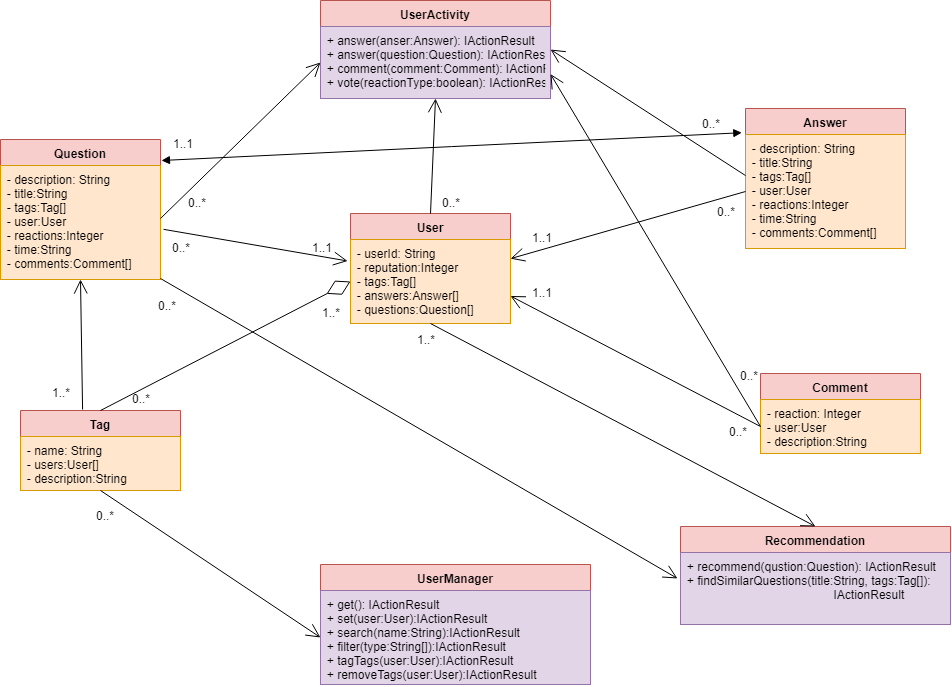 UserActivity
+ answer(anser:Answer): IActionResult
+ answer(question:Question): IActionRes
+ comment(comment:Comment): IActionF
+ vote(reactionType:boolean): IActionRes
Question
- description: String
- title:String
- tags:Tag[]
- user:User
- reactions:Integer
- time:String
- comments:Comment[]
1..1
0..*
0..*
0..*
0..*
Answer
- description: String
- title:String
- tags:Tag[]
- user:User
- reactions:Integer
- time:String
- comments:Comment[]
0..*
0..*
User
- userId: String
- reputation:Integer
- tags:Tag[]
- answers:Answer[]
- questions:Question[]
1..1
1..1
1..1
1..*
1..*
Comment
- reaction: Integer
- user:User
- description:String
0..*
0..*
1..*
0..*
Tag
- name: String
- users:User[]
- description:String
0..*
Recommendation
+ recommend(qustion:Question): IActionResult
+ findSimilarQuestions(title:String, tags:Tag[]):
IActionResult
UserManager
+ get(): IActionResult
+ set(user:User):IActionResult
+ search(name:String):IActionResult
+ filter(type:String[]):IActionResult
+ tagTags(user:User):IActionResult
+ removeTags(user:User):IActionResult